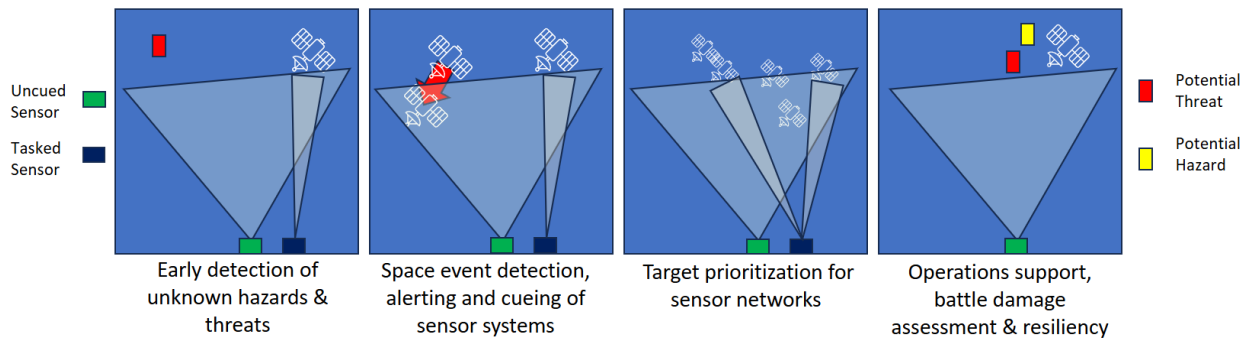 Uncued
Sensor
Tasked
Sensor
Potential
Threat
Potential
Hazard
Early detection of
unknown hazards &
threats
Space event detection,
alerting and cueing of
sensor systems
Target prioritization for
sensor networks
Operations support,
battle damage
assessment & resiliency